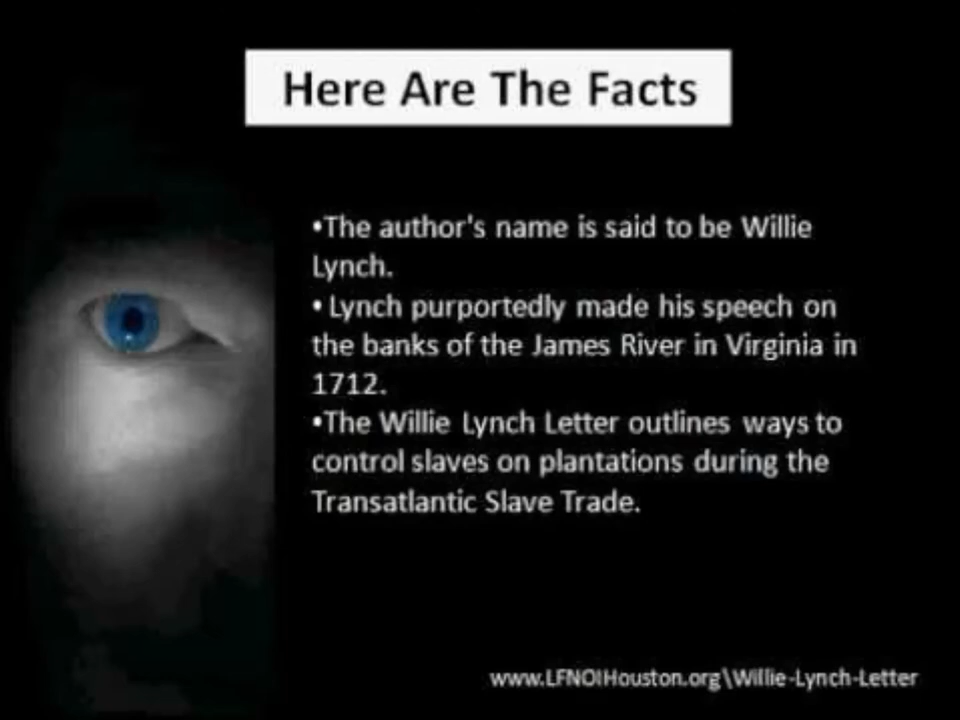 Here Are The Facts
•The author's name is said to be Willie
Lynch.
• Lynch purportedly made his speech on
the banks of the James River in Virginia in
1712.
•The Willie Lynch Letter outlines ways to
control slaves on plantations during the
Transatlantic Slave Trade.
www.LFNOIHouston.org\Willie-Lynch-Letter